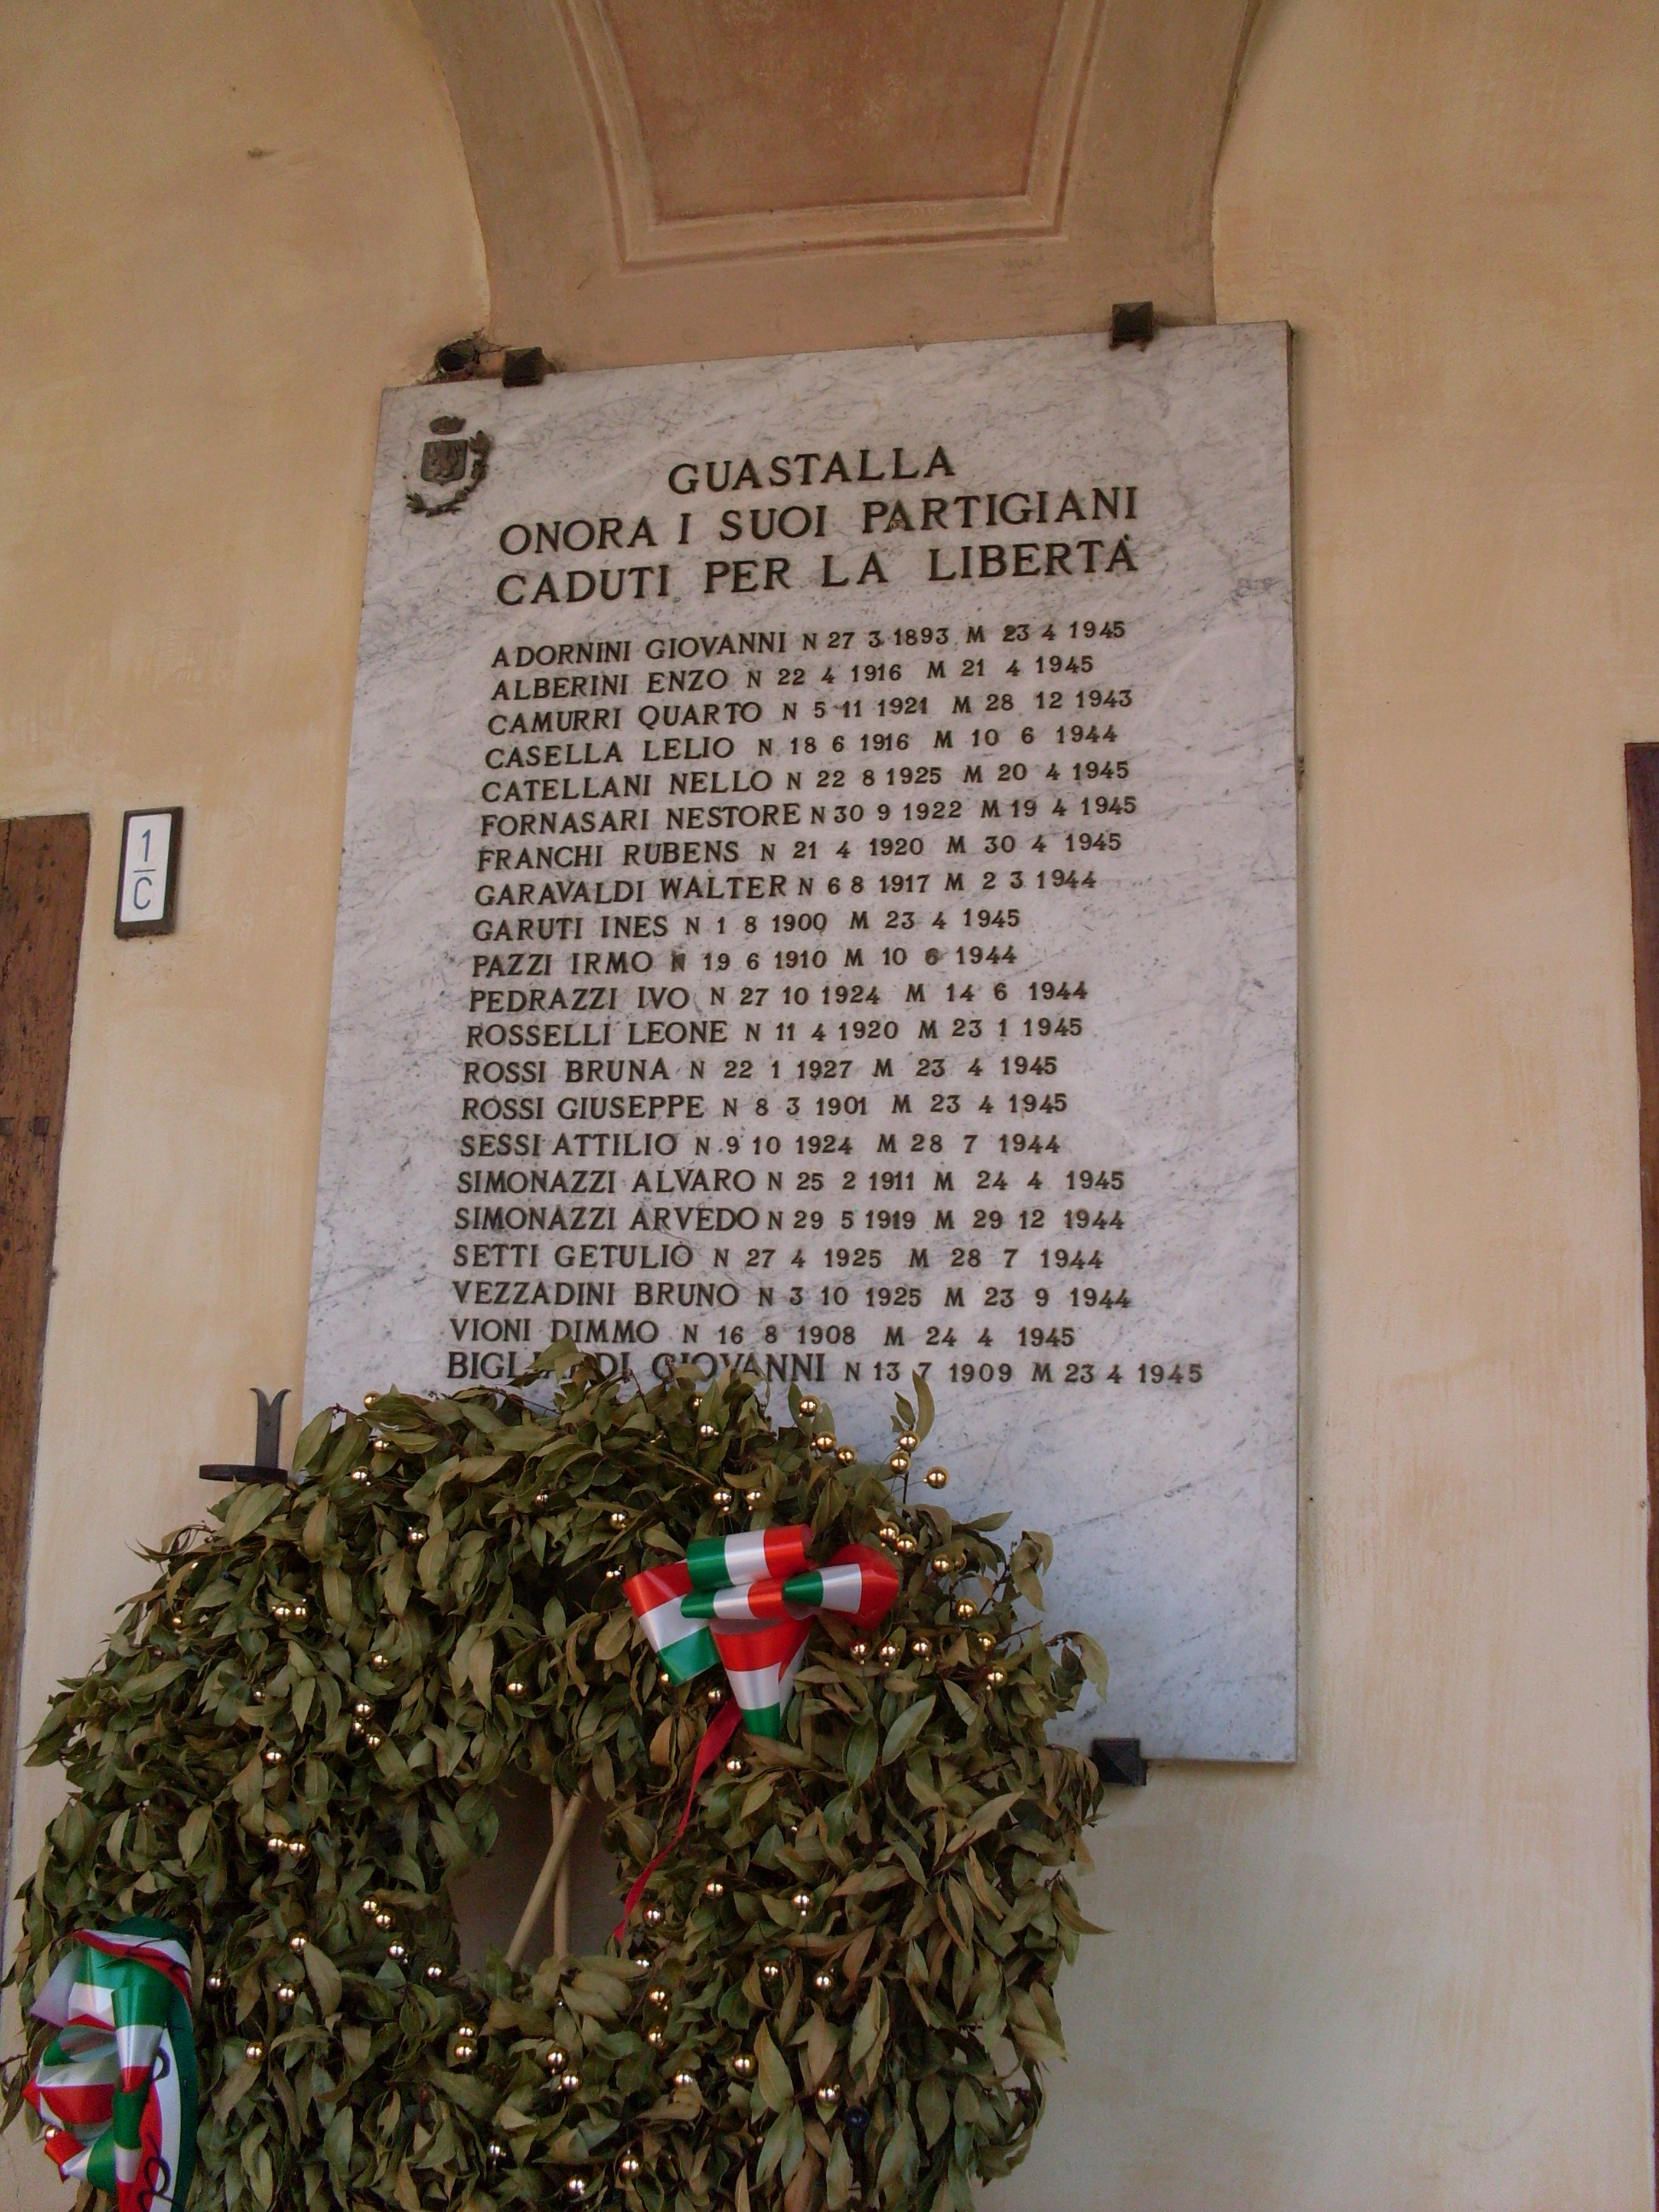 GUASTALLA
ONORA I SUOI PARTIGIANI
CADUTI PER LA LIBERTÀ
ADORNINI GIOVANNI N 27 3 1893 M 23 4 1945
ALBERINI ENZO N 22 4 1916 M 21 4 1945
CAMURRI QUARTO N 5 11 1921 M 28 12 1943
CASELLA LELIO N 18 6 1916 M 10 6 1944
CATELLANI NELLO N 22 8 1925 M 20 4 1945
FORNASARI NESTORE N 30 9 1922 M 19 4 1945
FRANCHI RUBENS N 21 4 1920 M 30 4 1945
GARAVALDI WALTER N 6 8 1917 M 2 3 1944
GARUTI INES N 1 8 1900 M 23 4 1945
PAZZI IRMO N 19 6 1910 M 10 6 1944
PEDRAZZI IVO N 27 10 1924 M 14 6 1944
ROSSELLI LEONE N 11 4 1920 M 23 1 1945
ROSSI BRUNA N 22 1 1927 M 23 4 1945
ROSSI GIUSEPPE N 8 3 1901 M 23 4 1945
SESSI ATTILIO N 9 10 1924 M 28 7 1944
SIMONAZZI ALVARO N 25 2 1911 M 24 4 1945
SIMONAZZI ARVEDO N 29 5 1919 M 29 12 1944
SETTI GETULIO N 27 4 1925 M 28 7 1944
VEZZADINI BRUNO N 3 10 1925 M 23 9 1944
VIONI DIMMO N 16 8 1908 M 24 4 1945
GIOVANNI N 13 7 1909 M 23 4 1945
1
C